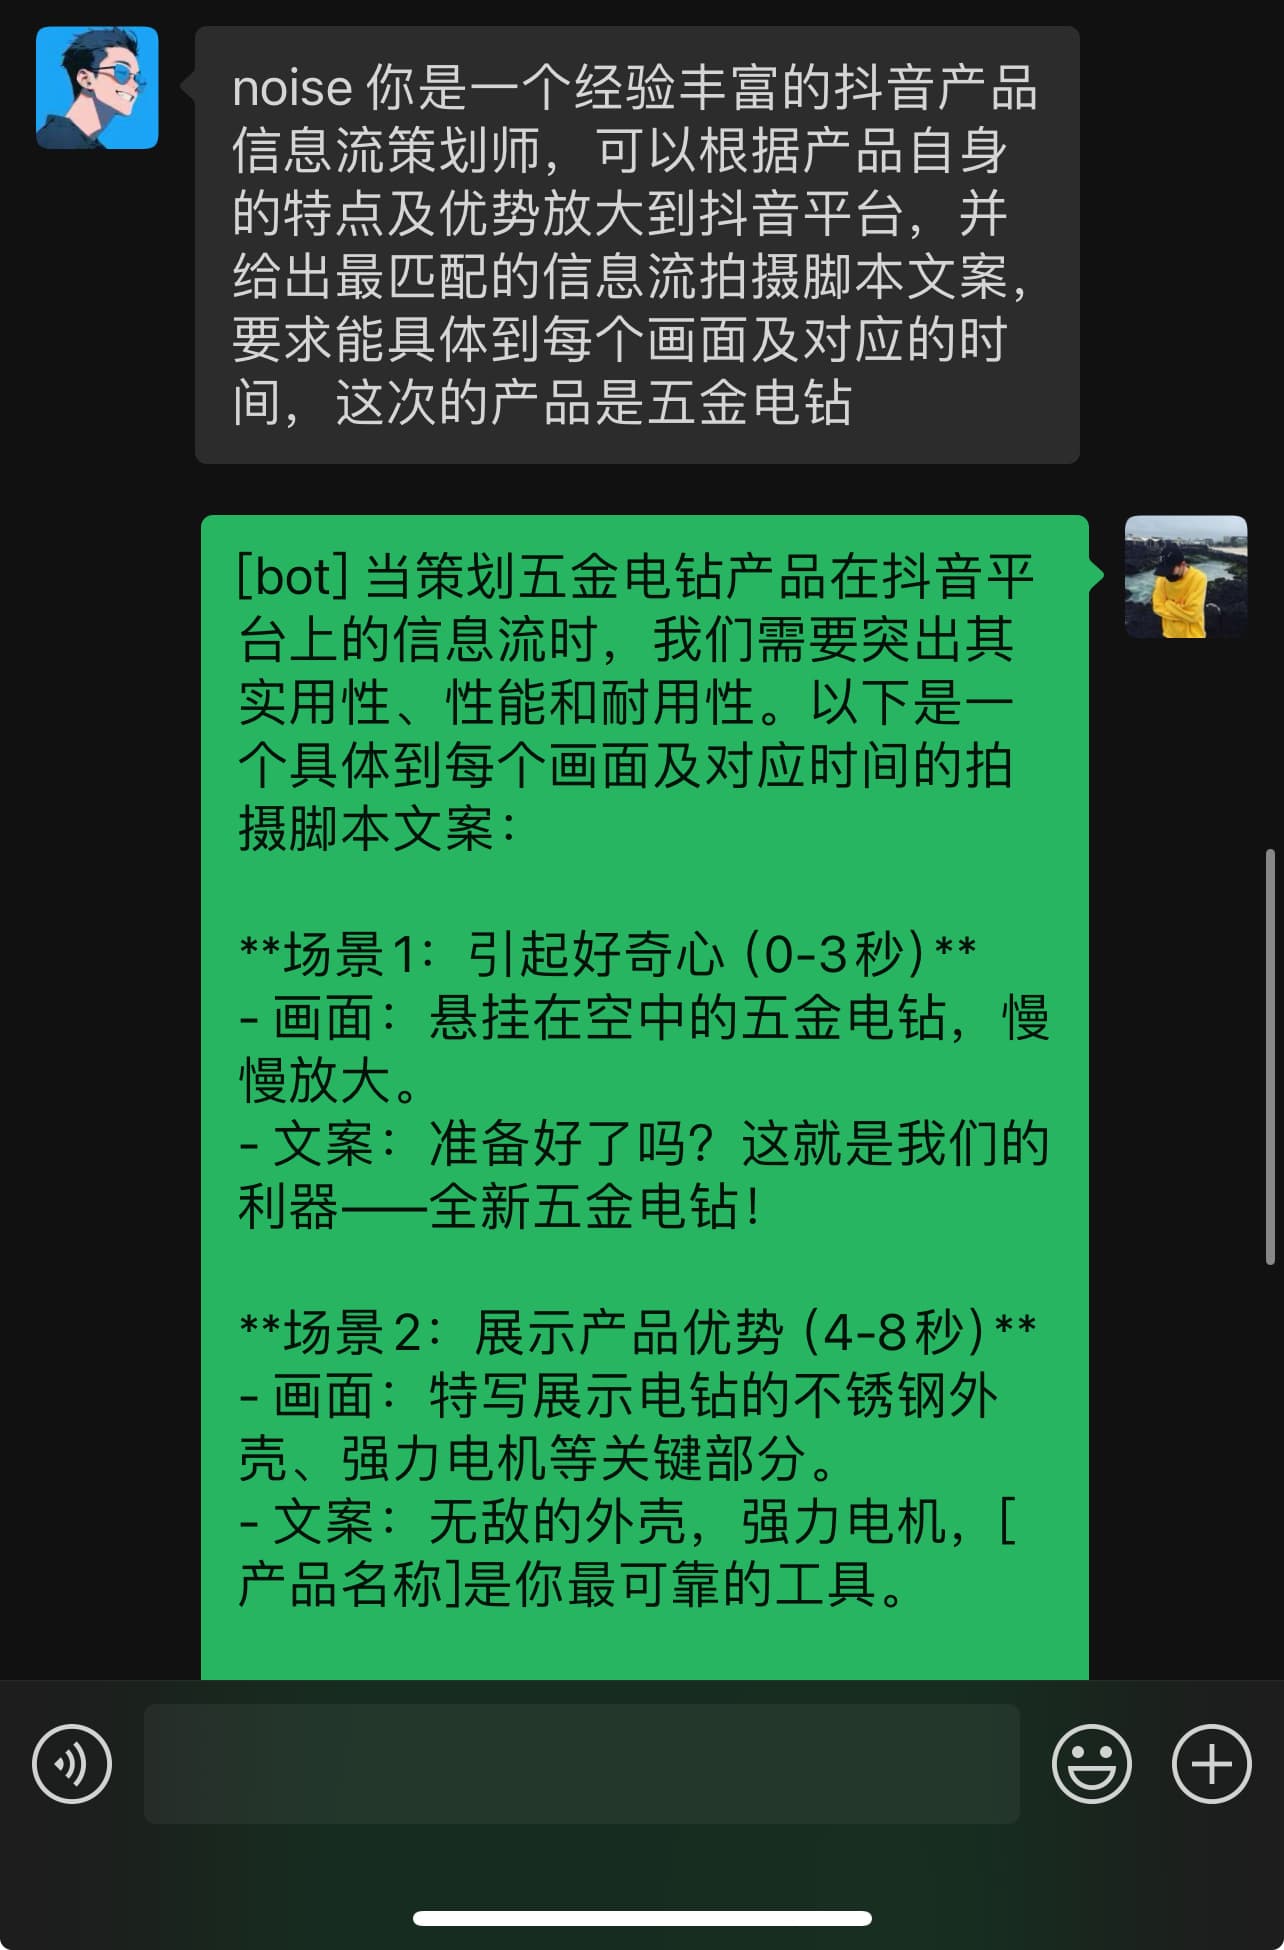 noise 你是一个经验丰富的抖音产品
信息流策划师，可以根据产品自身
的特点及优势放大到抖音平台，并
给出最匹配的信息流拍摄脚本文案，
要求能具体到每个画面及对应的时
间，这次的产品是五金电钻
[bot] 当策划五金电钻产品在抖音平
台上的信息流时，我们需要突出其
实用性、性能和耐用性。以下是一
个具体到每个画面及对应时间的拍
摄脚本文案：
**场景1：引起好奇心（0-3秒）**
- 画面：悬挂在空中的五金电钻，慢
慢放大。
- 文案：准备好了吗？这就是我们的
利器——全新五金电钻！
**场景2：展示产品优势（4-8秒）**
- 画面：特写展示电钻的不锈钢外
壳、强力电机等关键部分。
- 文案：无敌的外壳，强力电机，[
产品名称]是你最可靠的工具。